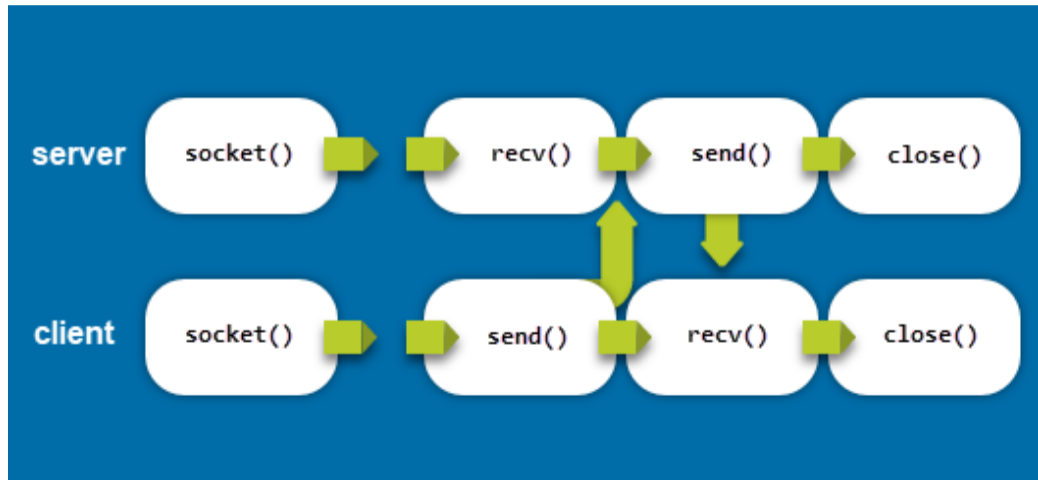 server
socket()
recv()
send()
close()
client
socket()
send()
recv()
close()